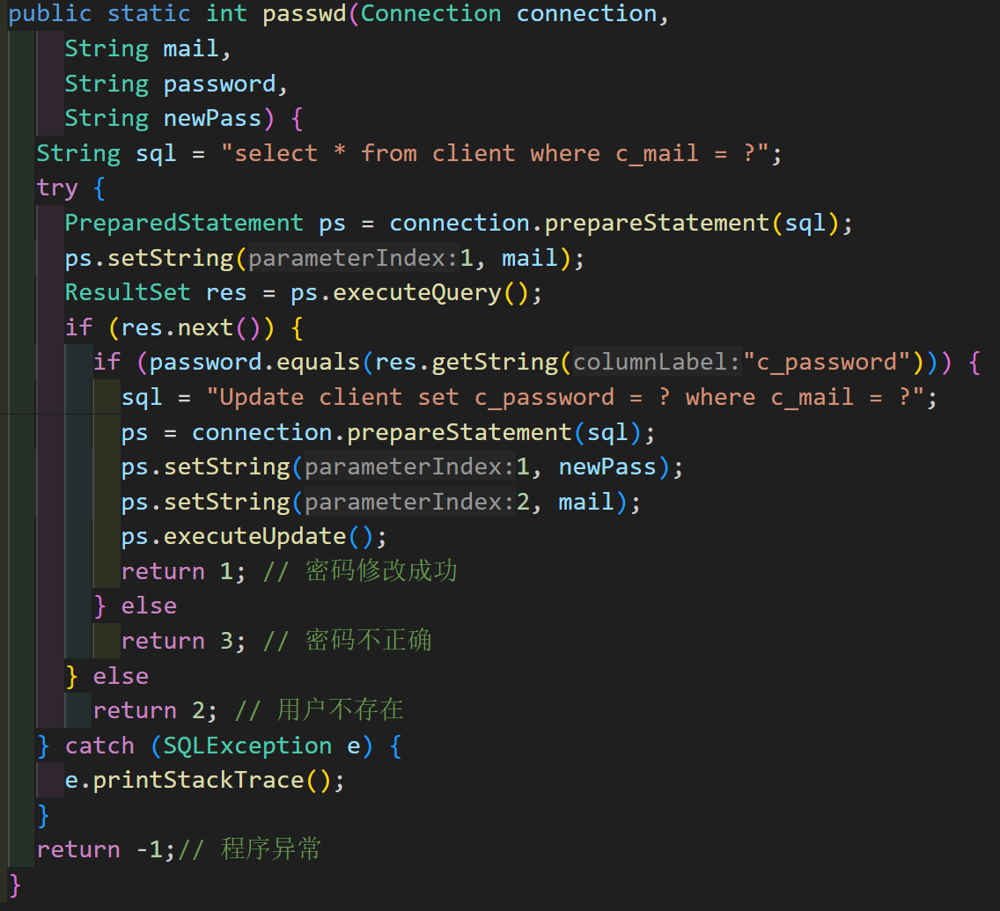 public static int passwd(Connection connection,
String mail,
String password,
String newPass) {
String sql = "select * from client where c_mail = ?";
try {
PreparedStatement ps = connection.prepareStatement(sql);
ps.setString(parameterIndex:1, mail);
ResultSet res = ps.executeQuery();
if (res.next()) {
if (password.equals(res.getString(columnLabel:"c_password"))) {
sql = "Update client set c_password = ? where c_mail = ?";
ps = connection.prepareStatement(sql);
ps.setString(parameterIndex:1, newPass);
ps.setString(parameterIndex:2, mail);
ps.executeUpdate();
return 1; // 密码修改成功
} else
return 3; // 密码不正确
} else
return 2; // 用户不存在
} catch (SQLException e) {
e.printStackTrace();
}
return -1;// 程序异常
}